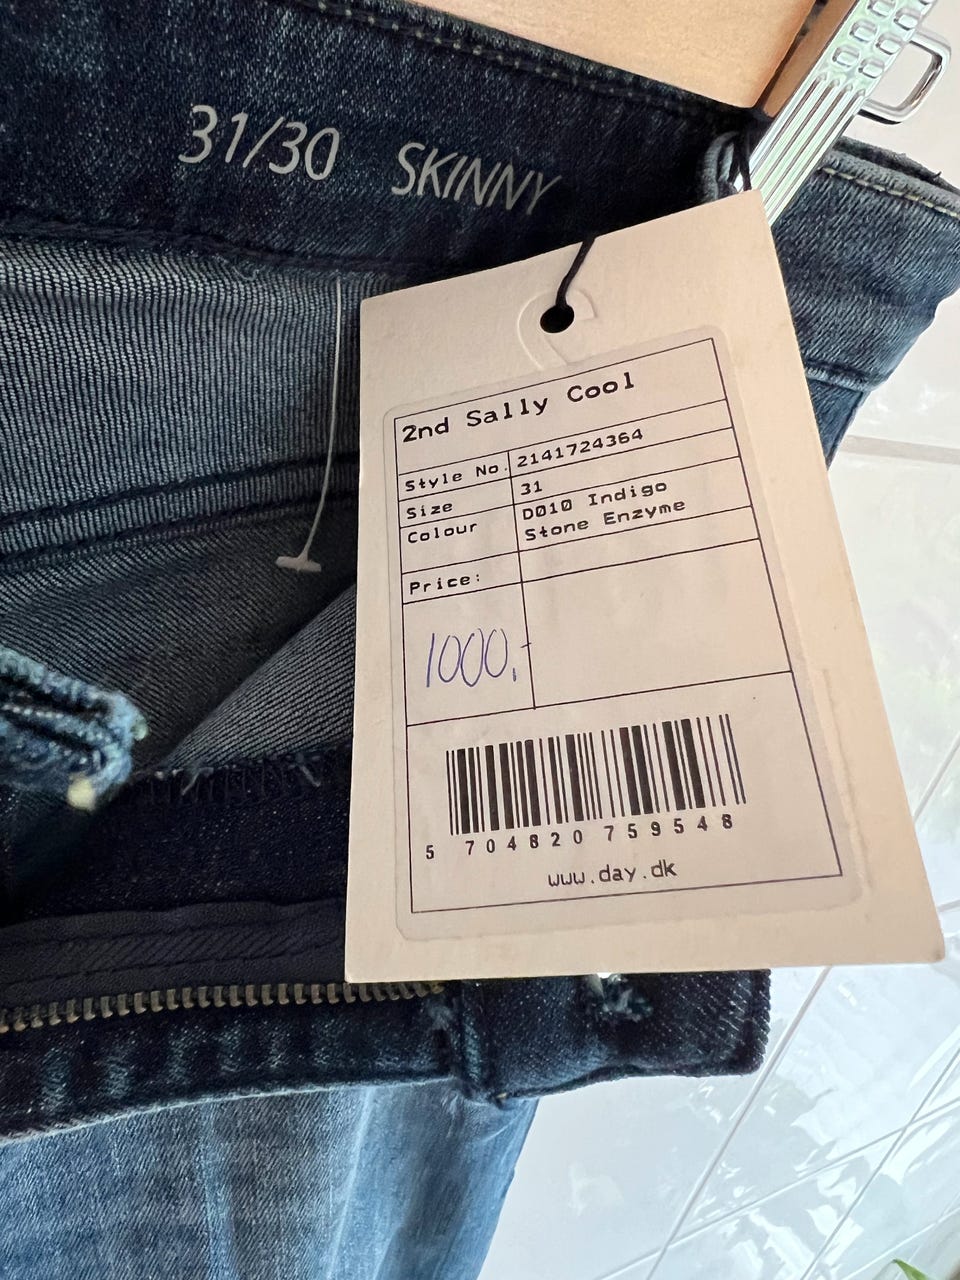 31/30 SKINNY
2nd Sally Cool
Style No. 2141724364
Size 31
Colour D010 Indigo
Stone Enzyme
Price:
1000,-
5 704820 759548
www.day.dk